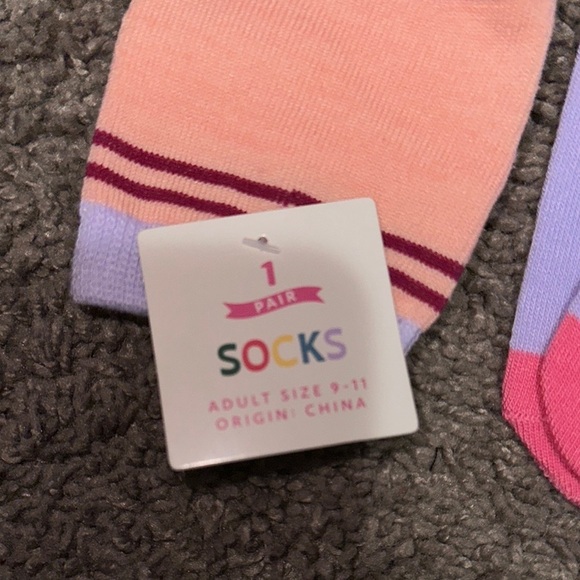 1
PAIR
SOCKS
ADULT SIZE 9-11
ORIGIN: CHINA